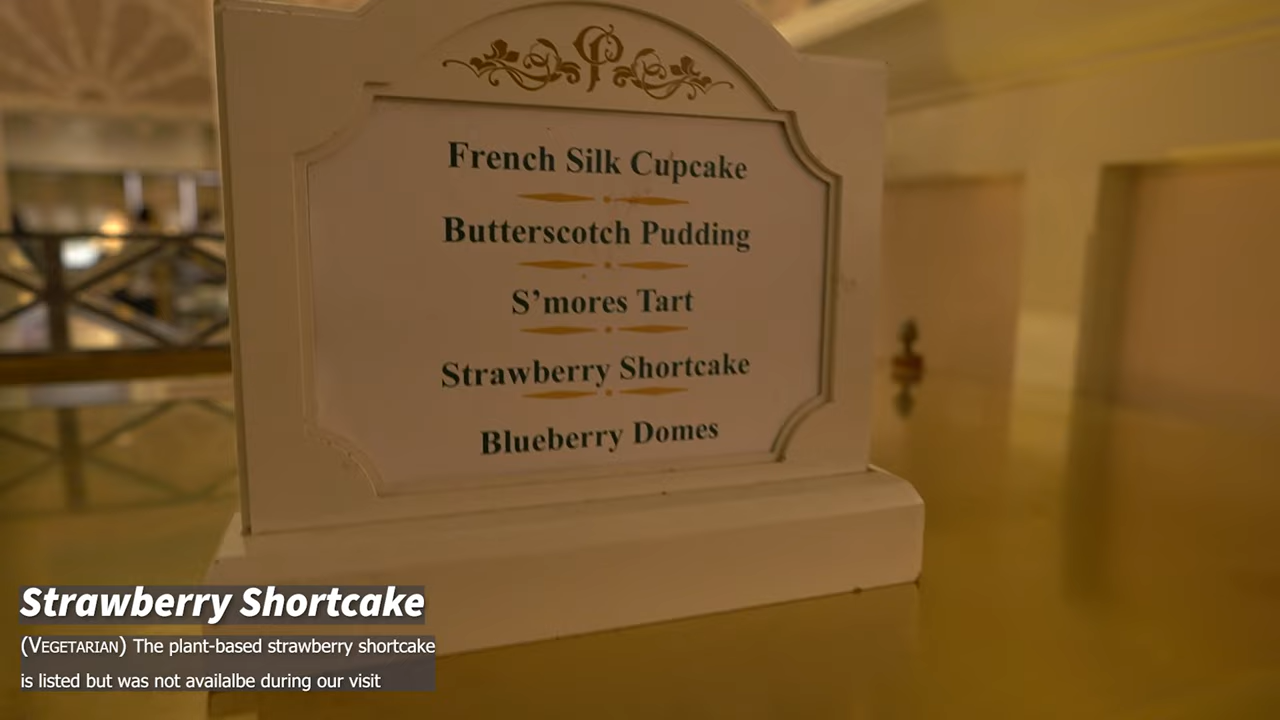 French Silk Cupcake
Butterscotch Pudding
S'mores Tart
Strawberry Shortcake
Blueberry Domes
Strawberry Shortcake
(VEGETARIAN) The plant-based strawberry shortcake
is listed but was not availalbe during our visit